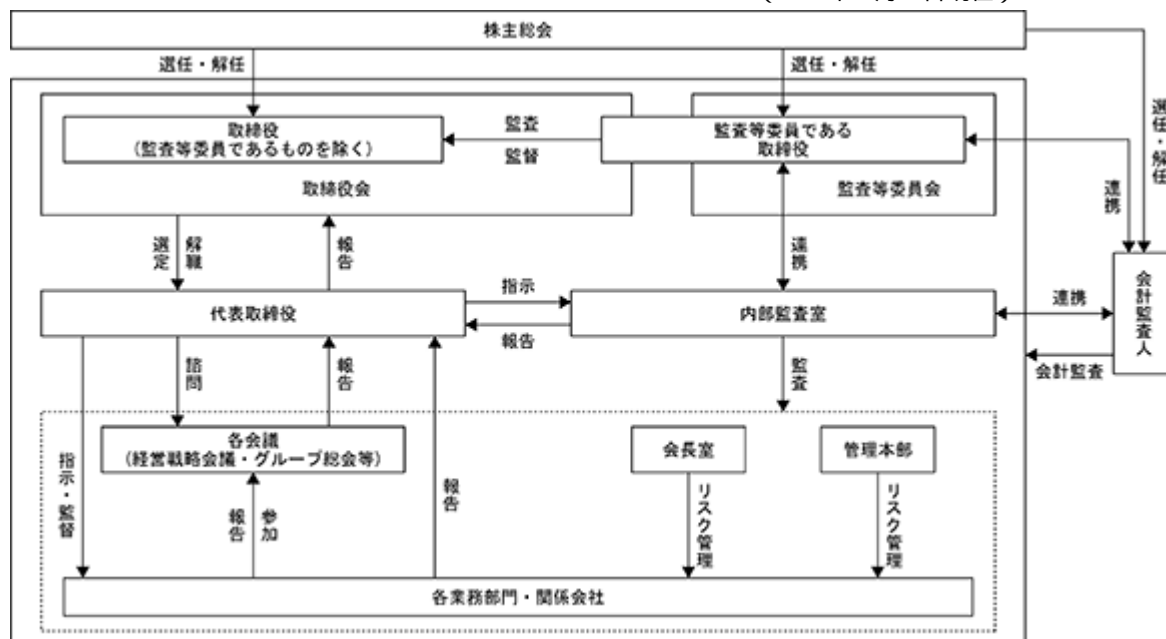 株主総会
選任・解任
選任・解任
選任・解任
取締役
（監査等委員であるものを除く）
監査
監督
監査等委員である
取締役
取締役会
監査等委員会
連携
選定
解職
報告
連携
会計監査人
代表取締役
指示
報告
内部監査室
連携
会計監査
諮問
報告
監査
各会議
（経営戦略会議・グループ総会等）
会長室
管理本部
指示・監督
報告
参加
報告
リスク管理
リスク管理
各業務部門・関係会社